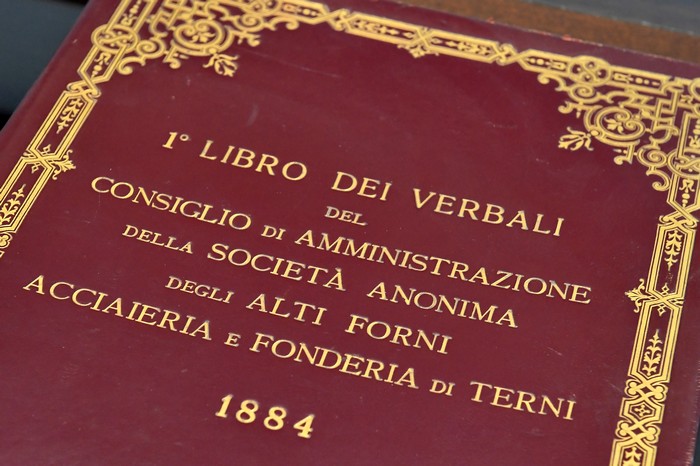 1° LIBRO DEI VERBALI
DEL
CONSIGLIO DI AMMINISTRAZIONE
DELLA SOCIETÀ ANONIMA
DEGLI ALTI FORNI
ACCIAIERIA E FONDERIA DI TERNI
1884